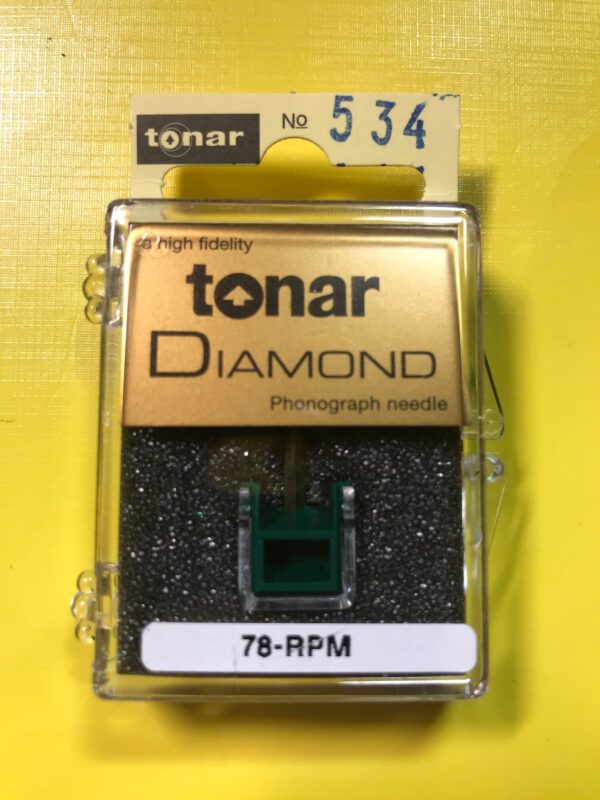 tonar No 534
a high fidelity
tonar
DIAMOND
Phonograph needle
78-RPM